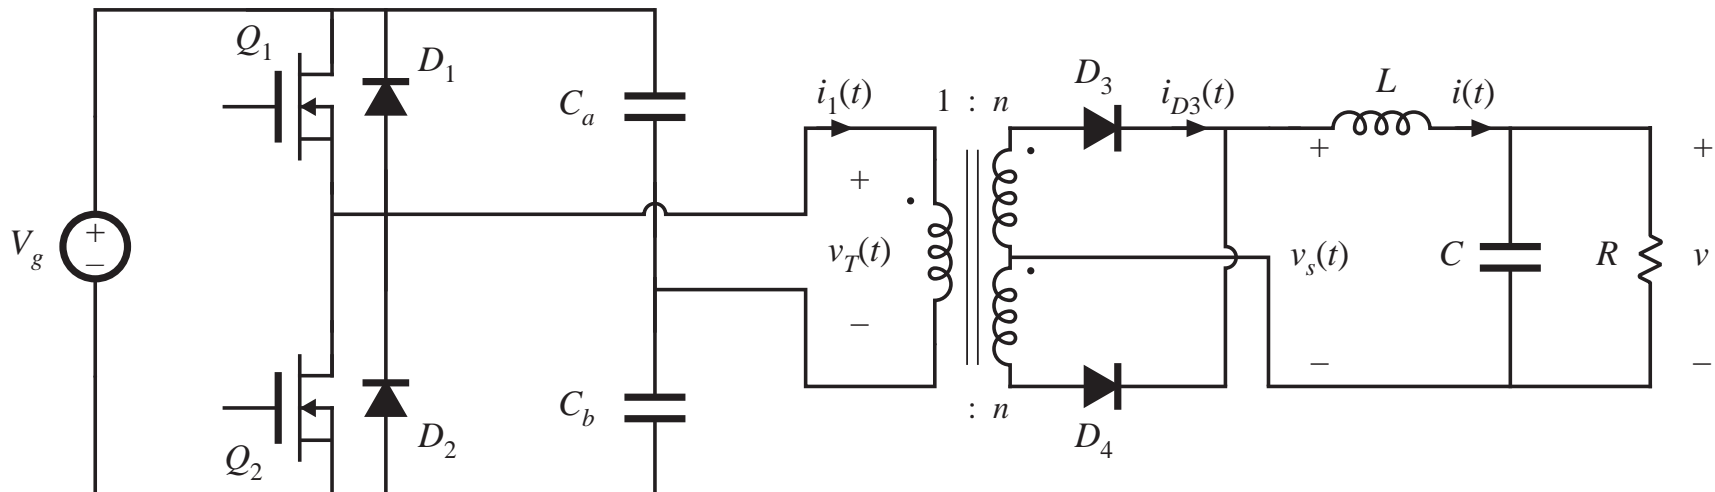 Q1
D1
Ca
i1(t)
1 : n
D3
iD3(t)
L
i(t)
+
+
+
Vg
+
−
vT(t)
vs(t)
C
R
v
−
−
−
Q2
D2
Cb
: n
D4